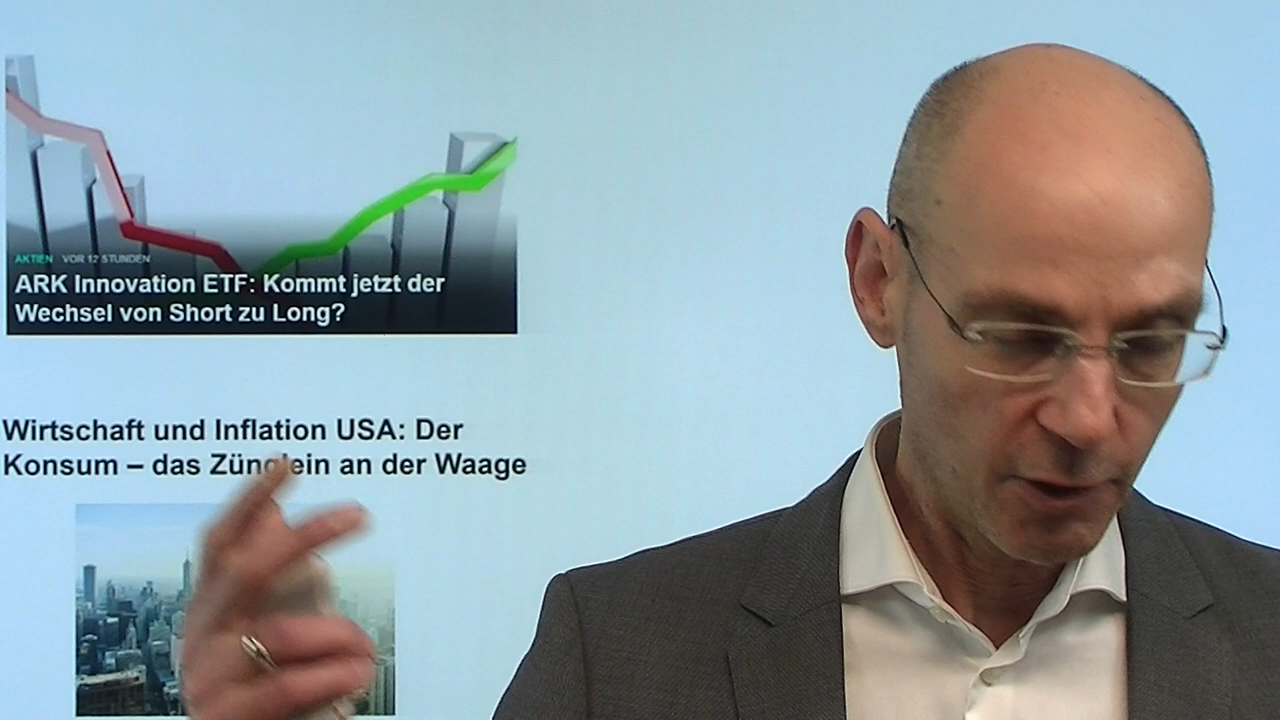 AKTIEN VOR 12 STUNDEN
ARK Innovation ETF: Kommt jetzt der
Wechsel von Short zu Long?
Wirtschaft und Inflation USA: Der
Konsum – das Zünglein an der Waage